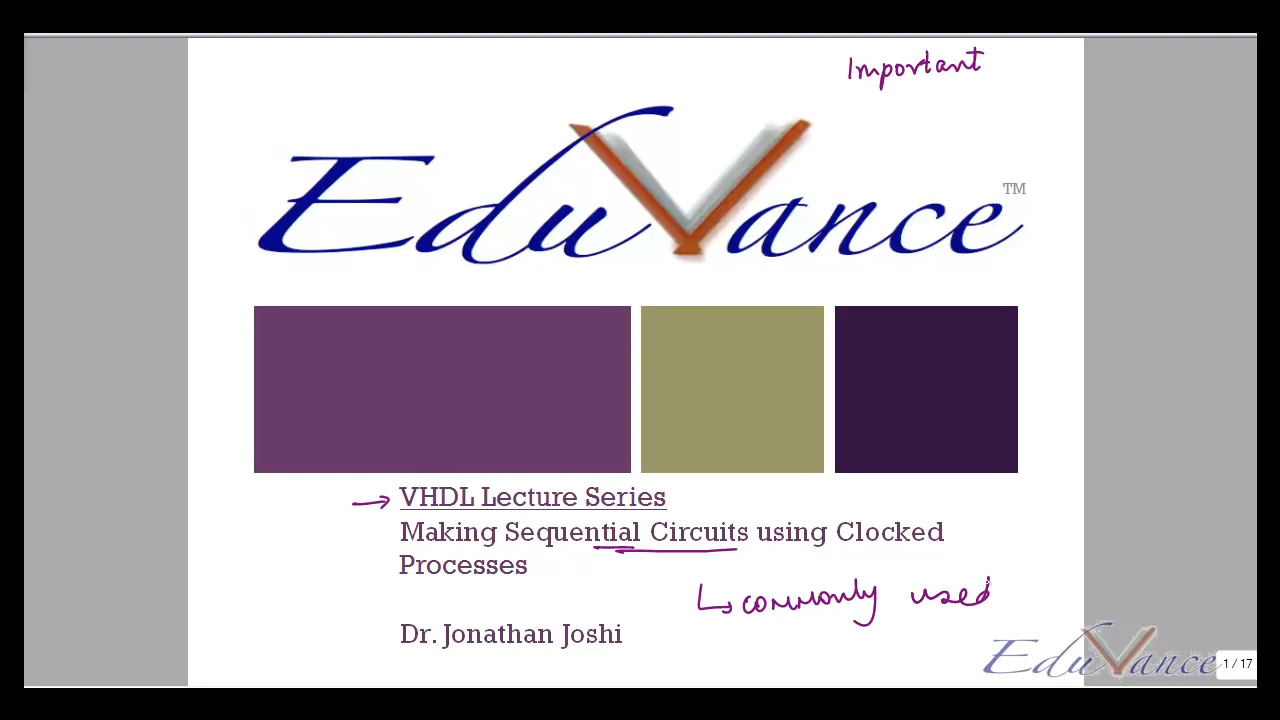 Important
EduVance™
VHDL Lecture Series
Making Sequential Circuits using Clocked
Processes
commonly used
Dr. Jonathan Joshi
EduVance
1 / 17